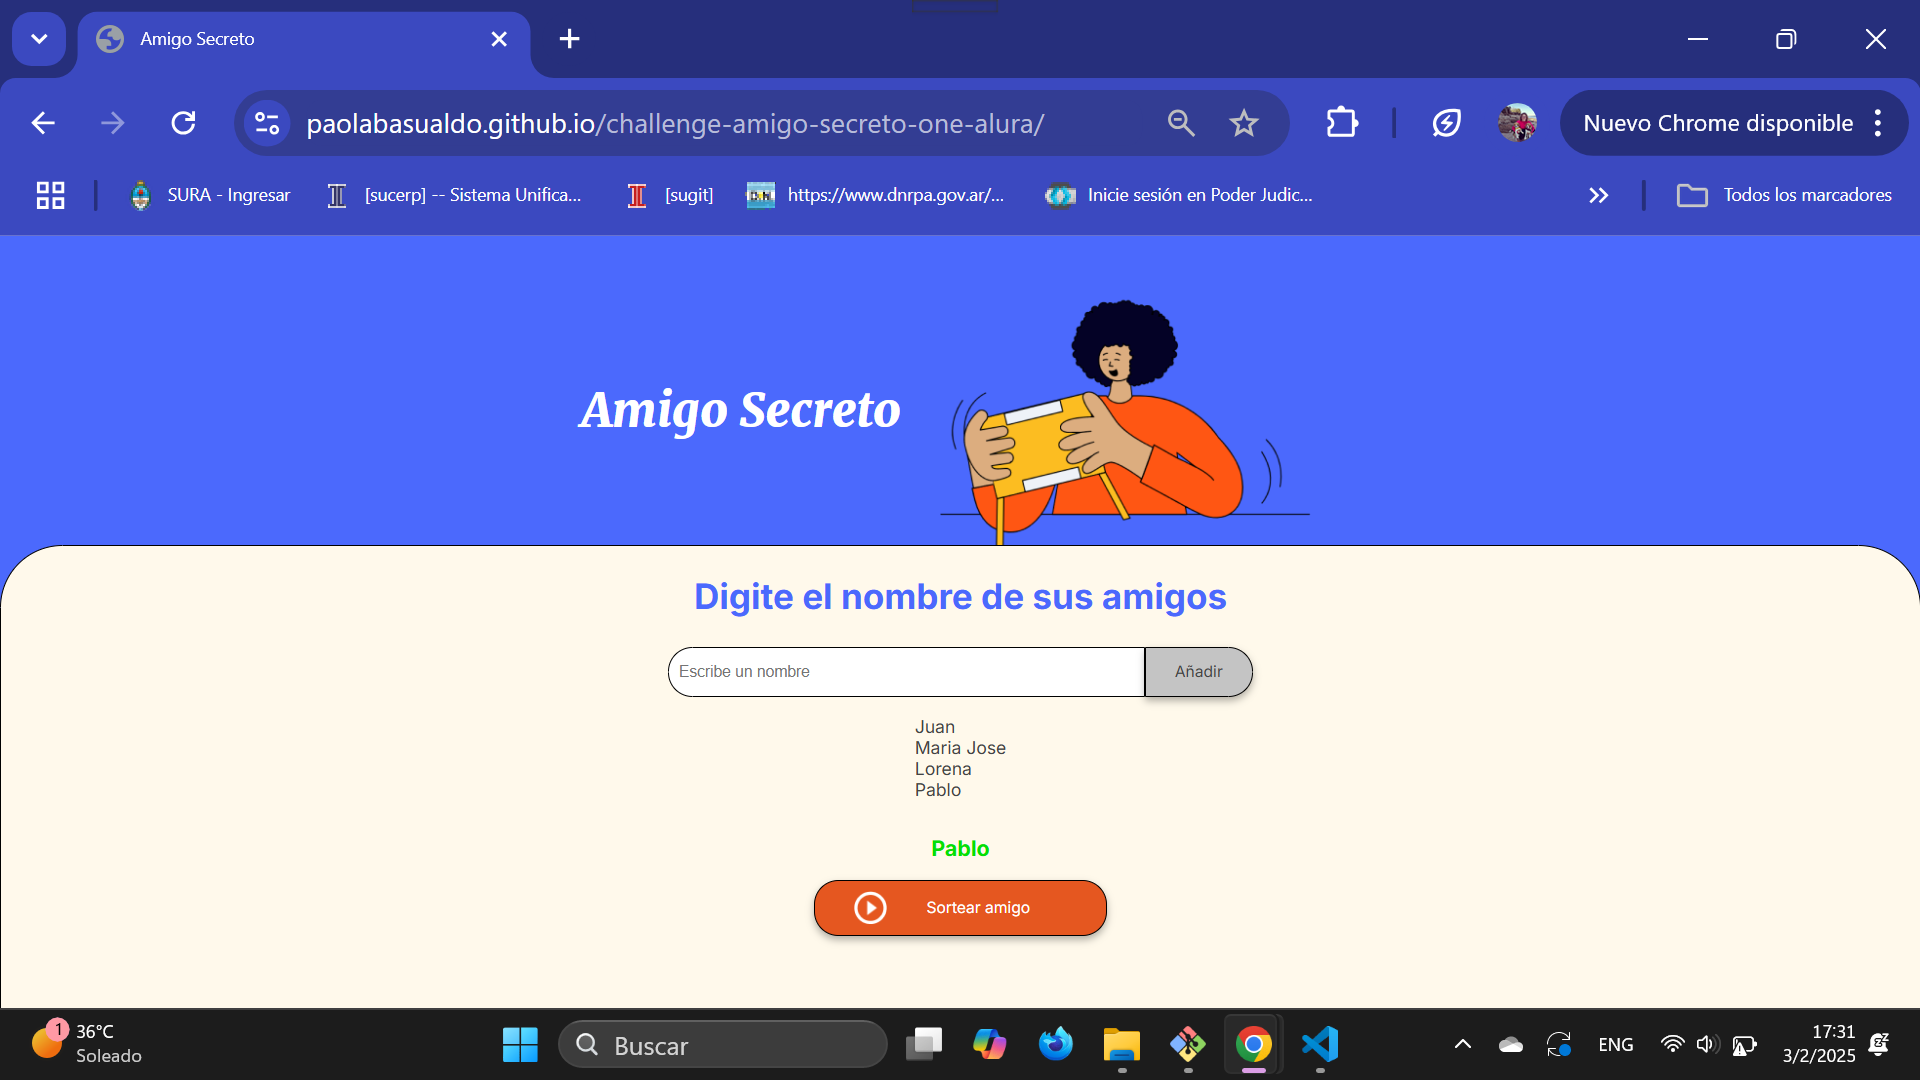 Amigo Secreto
paolabasualdo.github.io/challenge-amigo-secreto-one-alura/
Nuevo Chrome disponible
SURA - Ingresar
[sucerp] -- Sistema Unifica...
[sugit]
https://www.dnrpa.gov.ar/...
Inicie sesión en Poder Judic...
Todos los marcadores
Amigo Secreto
Digite el nombre de sus amigos
Escribe un nombre
Añadir
Juan
Maria Jose
Lorena
Pablo
Pablo
Sortear amigo
1
36°C
Soleado
Buscar
ENG
17:31
3/2/2025